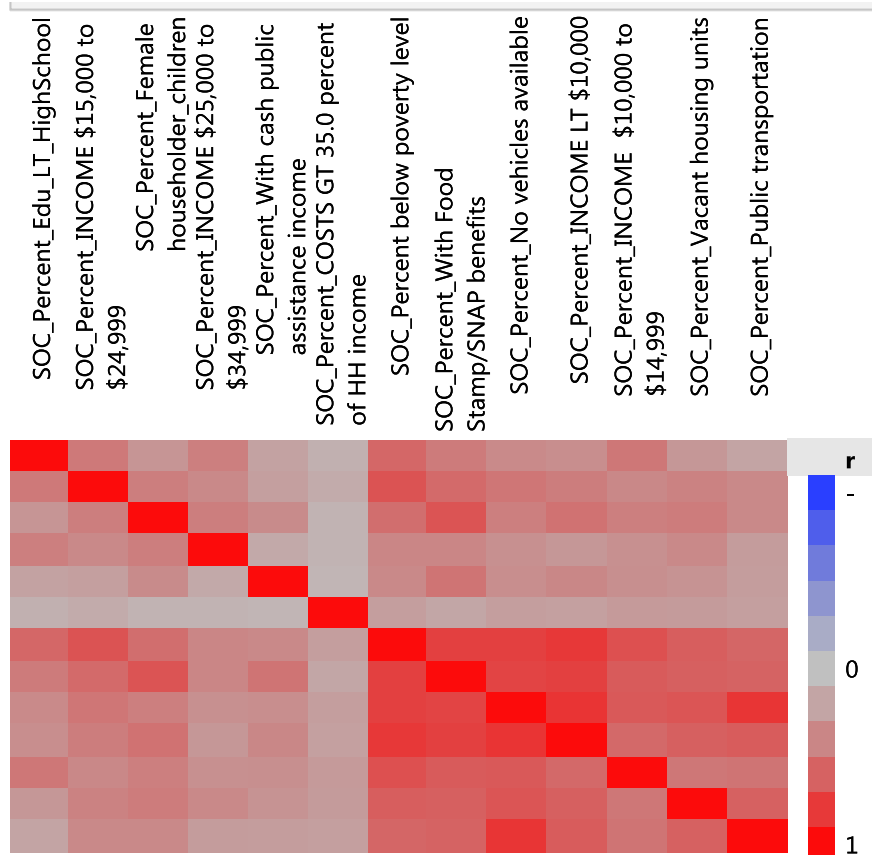 SOC_Percent_Edu_LT_HighSchool
SOC_Percent_INCOME $15,000 to
$24,999
SOC_Percent_Female
householder_children
SOC_Percent_INCOME $25,000 to
$34,999
SOC_Percent_With cash public
assistance income
SOC_Percent_COSTS GT 35.0 percent
of HH income
SOC_Percent below poverty level
SOC_Percent_With Food
Stamp/SNAP benefits
SOC_Percent_No vehicles available
SOC_Percent_INCOME LT $10,000
SOC_Percent_INCOME  $10,000 to
$14,999
SOC_Percent_Vacant housing units
SOC_Percent_Public transportation
r
-
0
1